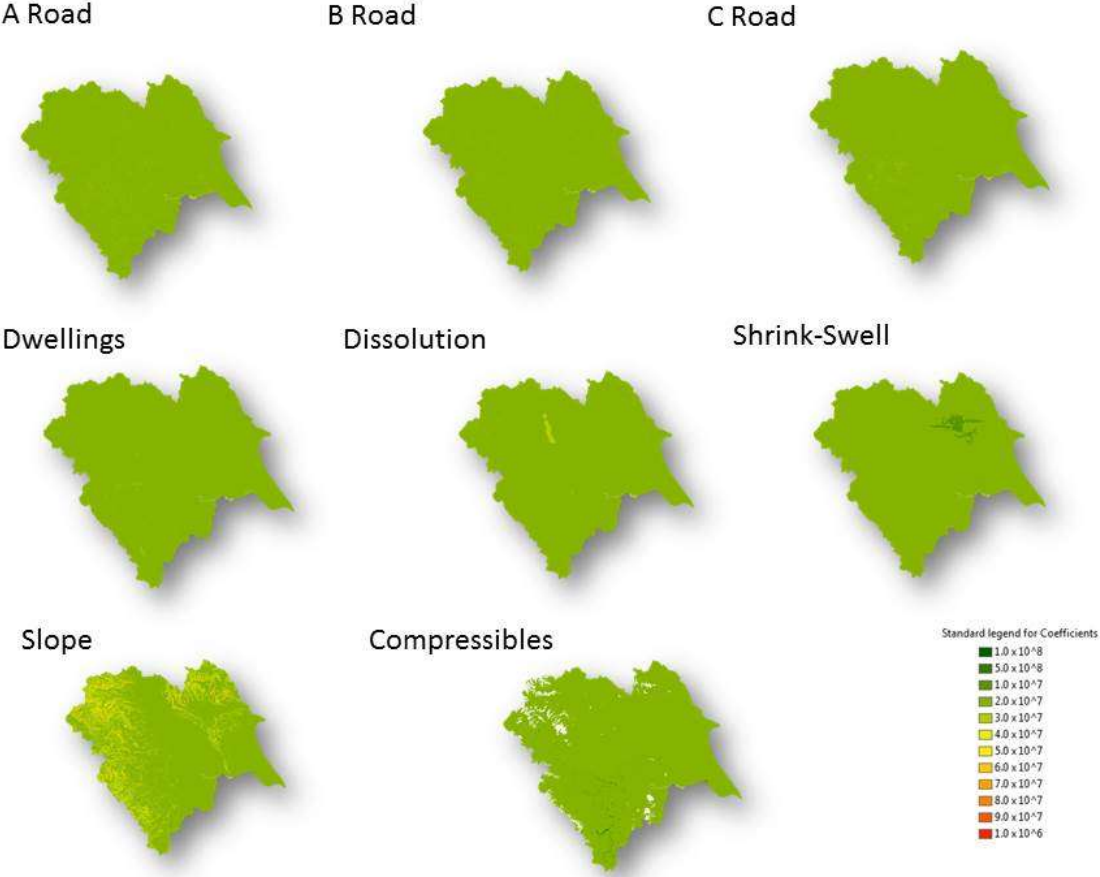 A Road
B Road
C Road
Dwellings
Dissolution
Shrink-Swell
Slope
Compressibles
Standard legend for Coefficients
1.0 x 10^8
5.0 x 10^8
1.0 x 10^7
2.0 x 10^7
3.0 x 10^7
4.0 x 10^7
5.0 x 10^7
6.0 x 10^7
7.0 x 10^7
8.0 x 10^7
9.0 x 10^7
1.0 x 10^6